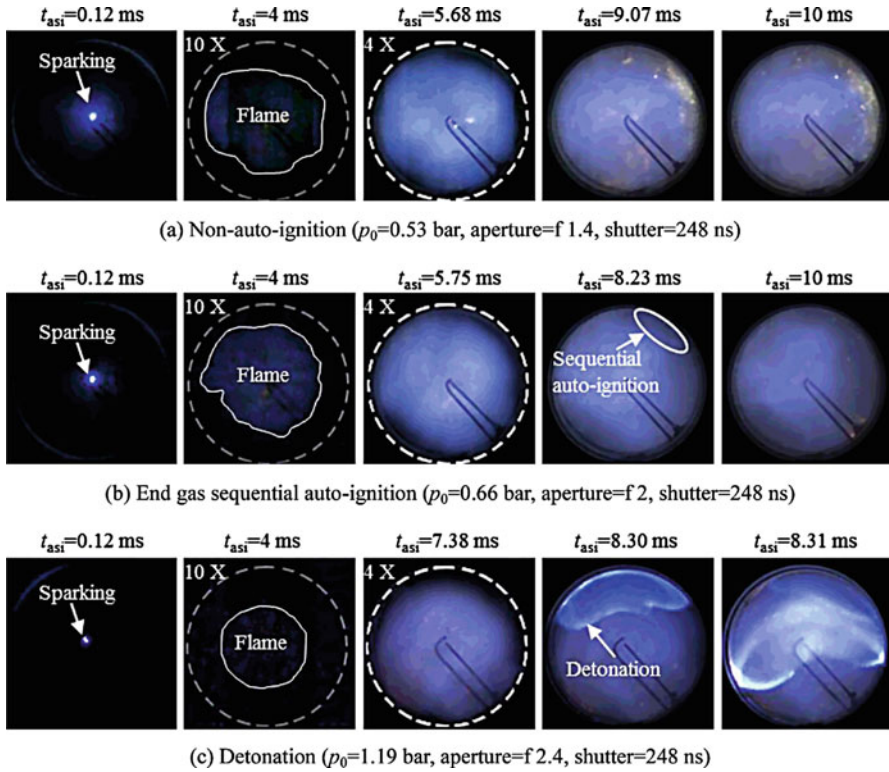 t_asi=0.12 ms t_asi=4 ms t_asi=5.68 ms t_asi=9.07 ms t_asi=10 ms
Sparking 10 X Flame 4 X
(a) Non-auto-ignition (p₀=0.53 bar, aperture=f 1.4, shutter=248 ns)
t_asi=0.12 ms t_asi=4 ms t_asi=5.75 ms t_asi=8.23 ms t_asi=10 ms
Sparking 10 X Flame 4 X Sequential
auto-ignition
(b) End gas sequential auto-ignition (p₀=0.66 bar, aperture=f 2, shutter=248 ns)
t_asi=0.12 ms t_asi=4 ms t_asi=7.38 ms t_asi=8.30 ms t_asi=8.31 ms
Sparking 10 X Flame 4 X Detonation
(c) Detonation (p₀=1.19 bar, aperture=f 2.4, shutter=248 ns)